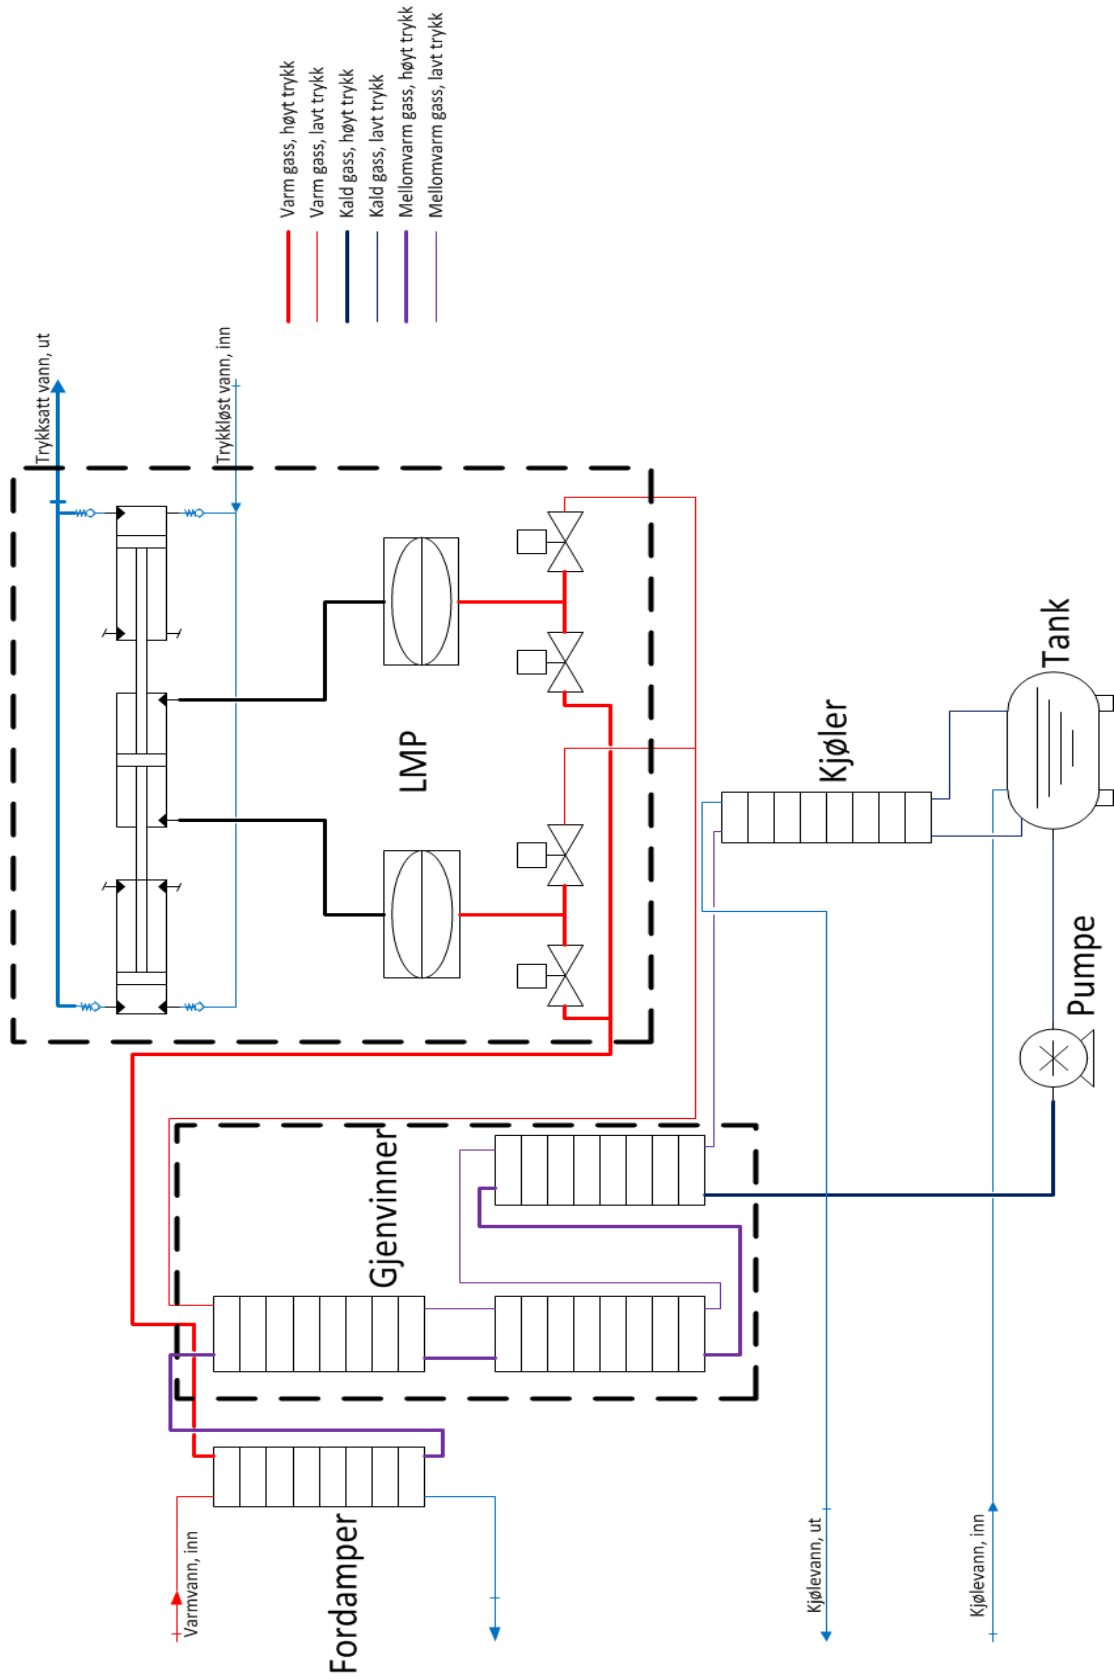 Varmvann, inn
Fordamper
Gjenvinner
Trykksatt vann, ut
Trykkløst vann, inn
LMP
Kjøler
Tank
Pumpe
Kjølevann, ut
Kjølevann, inn
Varm gass, høyt trykk
Varm gass, lavt trykk
Kald gass, høyt trykk
Kald gass, lavt trykk
Mellomvarm gass, høyt trykk
Mellomvarm gass, lavt trykk